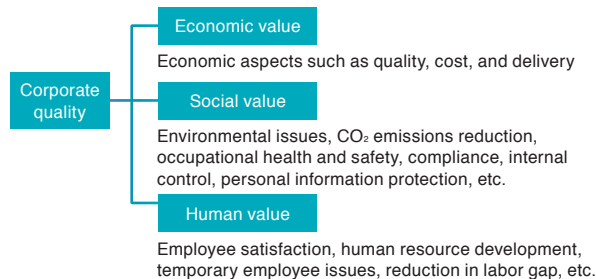 Economic value
Economic aspects such as quality, cost, and delivery
Corporate
quality
Social value
Environmental issues, CO₂ emissions reduction,
occupational health and safety, compliance, internal
control, personal information protection, etc.
Human value
Employee satisfaction, human resource development,
temporary employee issues, reduction in labor gap, etc.